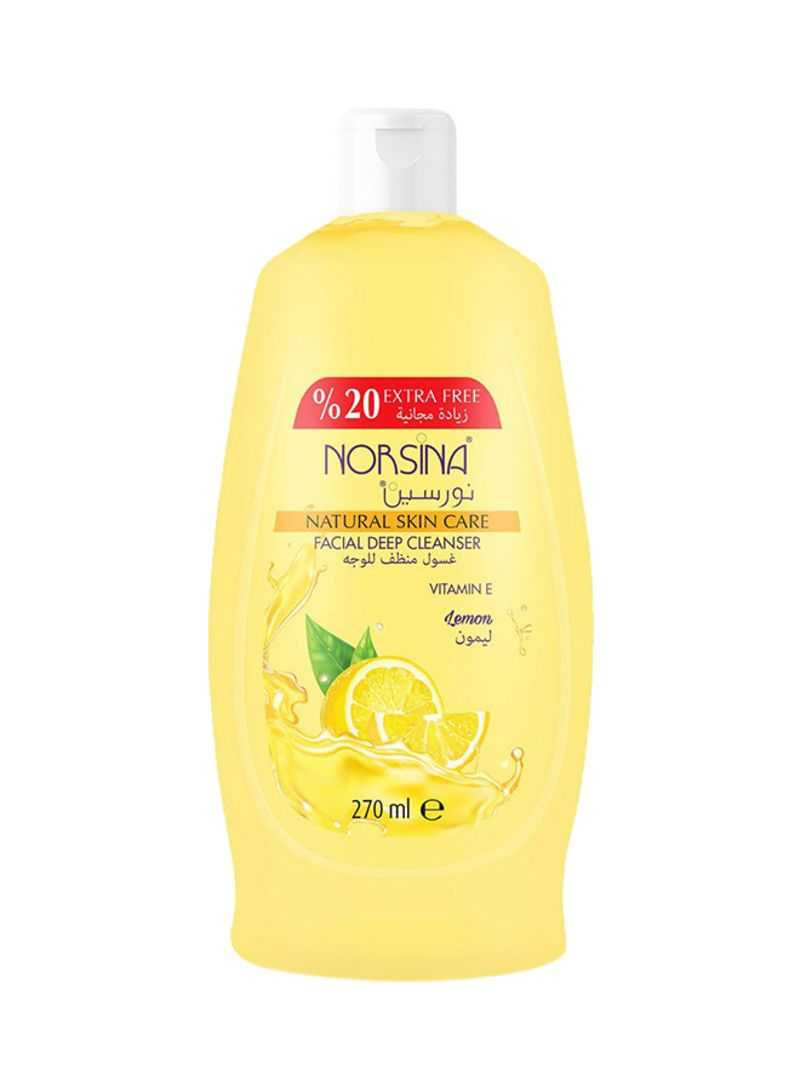 %20 EXTRA FREE
زيادة مجانية
NORSINA®
نورسين®
NATURAL SKIN CARE
FACIAL DEEP CLEANSER
غسول منظف للوجه
VITAMIN E
Lemon
ليمون
270 ml ℮